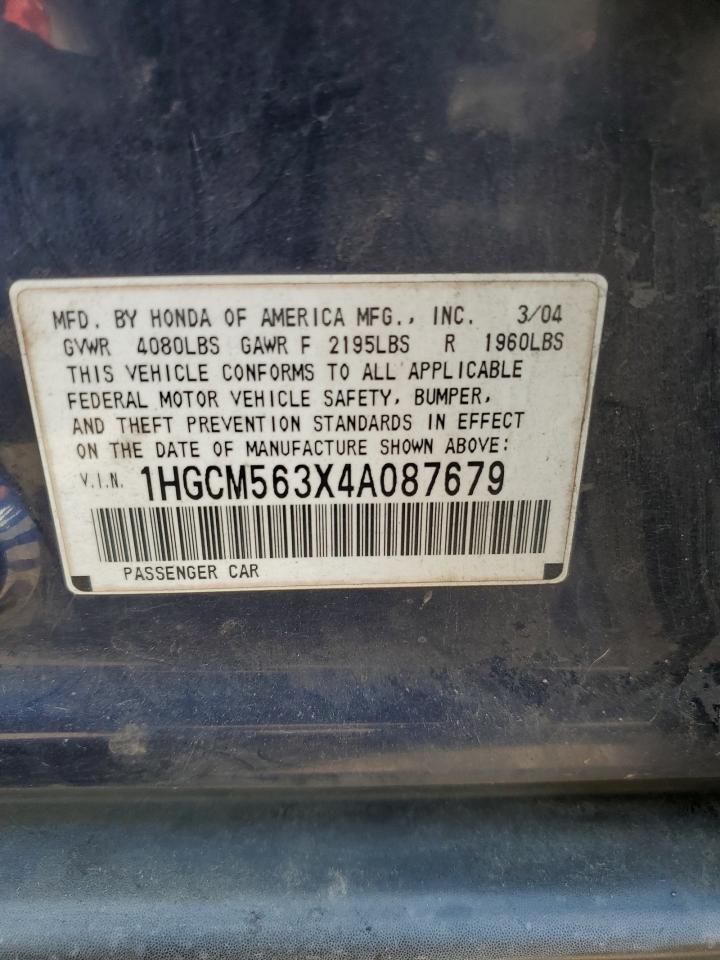 MFD. BY HONDA OF AMERICA MFG., INC. 3/04
GVWR 4080LBS GAWR F 2195LBS R 1960LBS
THIS VEHICLE CONFORMS TO ALL APPLICABLE
FEDERAL MOTOR VEHICLE SAFETY, BUMPER,
AND THEFT PREVENTION STANDARDS IN EFFECT
ON THE DATE OF MANUFACTURE SHOWN ABOVE:
V.I.N. 1HGCM563X4A087679
PASSENGER CAR